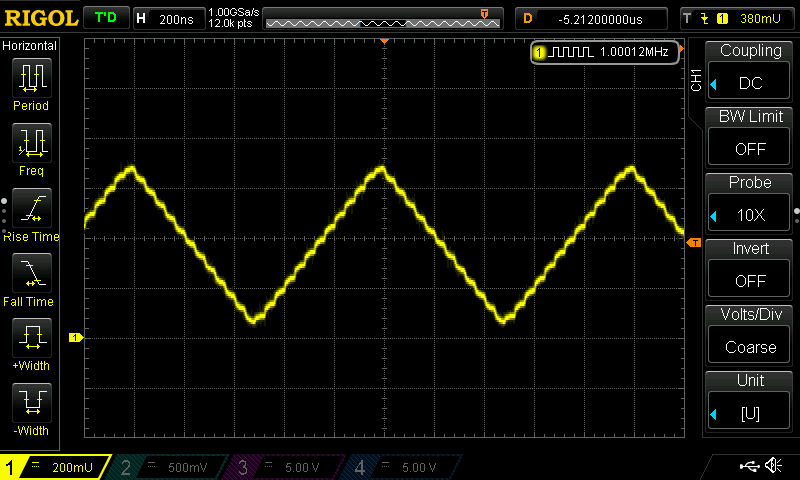 RIGOL T'D H 200ns 1.00GSa/s D -5.21200000us T 1 380mU
12.0k pts T
Horizontal
Period
Freq
Rise Time
Fall Time
+Width
-Width
1 1.00012MHz
T
1
CH1
Coupling
DC
BW Limit
OFF
Probe
10X
Invert
OFF
Volts/Div
Coarse
Unit
[U]
1 200mU 2 500mV 3 5.00 V 4 5.00 V